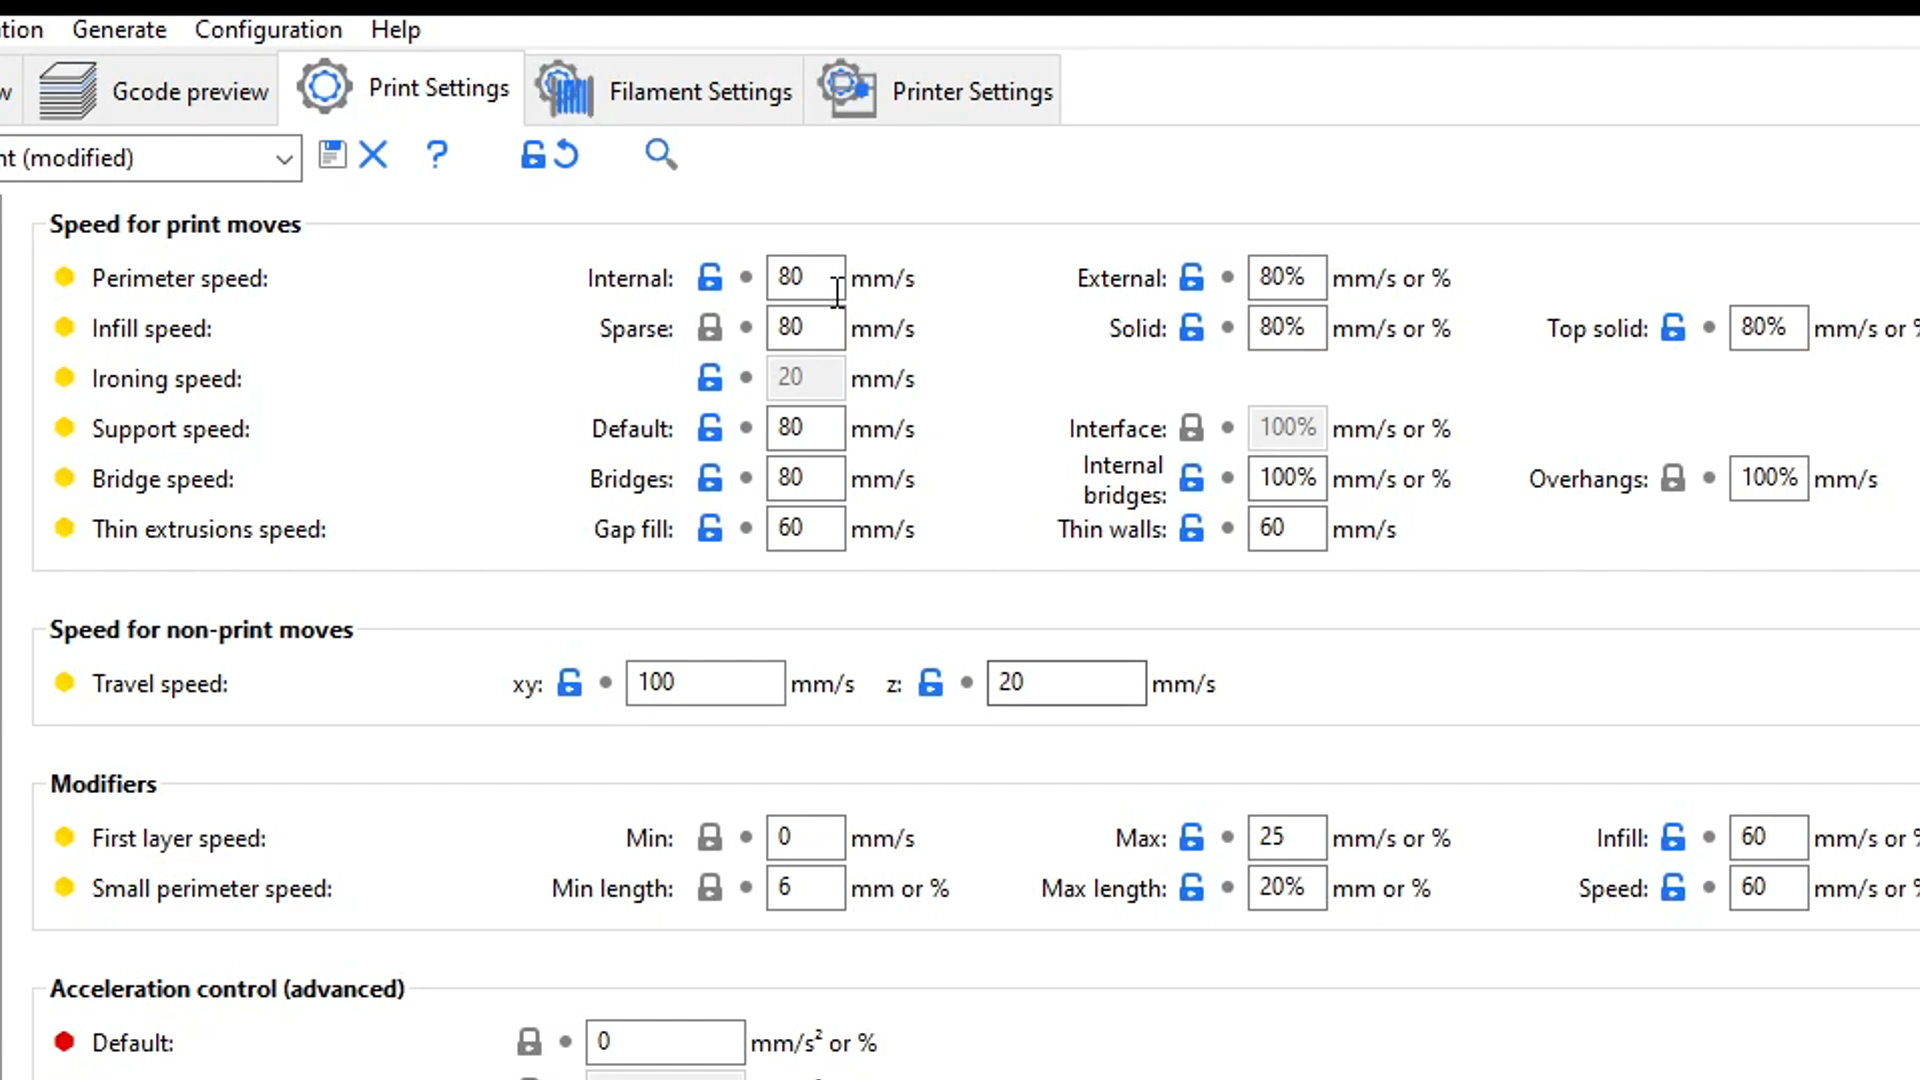 tion Generate Configuration Help
w Gcode preview Print Settings Filament Settings Printer Settings
nt (modified)
Speed for print moves
Perimeter speed: Internal: 80 mm/s External: 80% mm/s or %
Infill speed: Sparse: 80 mm/s Solid: 80% mm/s or % Top solid: 80% mm/s or %
Ironing speed: 20 mm/s
Support speed: Default: 80 mm/s Interface: 100% mm/s or %
Bridge speed: Bridges: 80 mm/s Internal bridges: 100% mm/s or % Overhangs: 100% mm/s
Thin extrusions speed: Gap fill: 60 mm/s Thin walls: 60 mm/s
Speed for non-print moves
Travel speed: xy: 100 mm/s z: 20 mm/s
Modifiers
First layer speed: Min: 0 mm/s Max: 25 mm/s or % Infill: 60 mm/s or %
Small perimeter speed: Min length: 6 mm or % Max length: 20% mm or % Speed: 60 mm/s or %
Acceleration control (advanced)
Default: 0 mm/s² or %